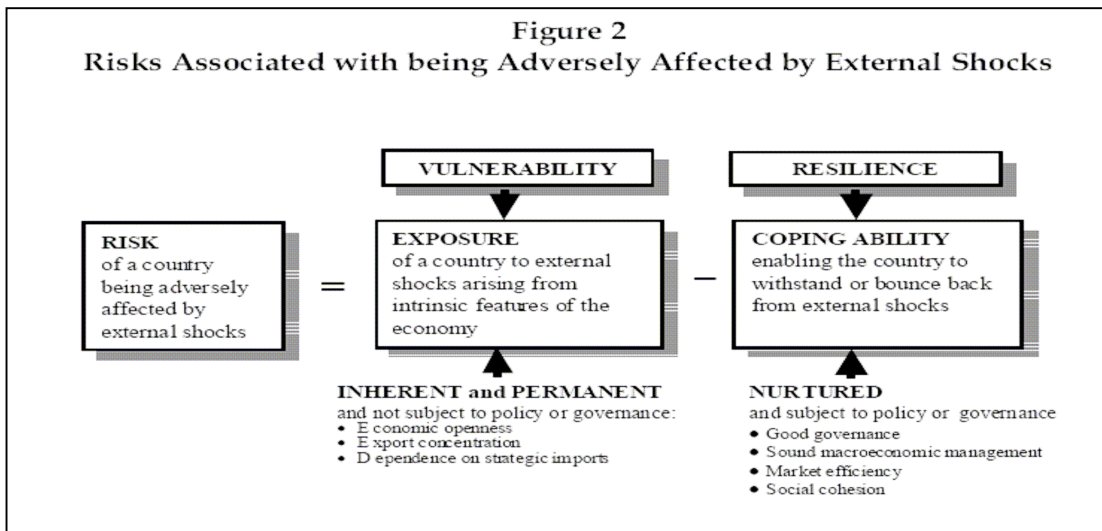 Figure 2
Risks Associated with being Adversely Affected by External Shocks
VULNERABILITY
RESILIENCE
RISK
of a country
being adversely
affected by
external shocks
=
EXPOSURE
of a country to external
shocks arising from
intrinsic features of the
economy
–
COPING ABILITY
enabling the country to
withstand or bounce back
from external shocks
INHERENT and PERMANENT
and not subject to policy or governance:
• E conomic openness
• E xport concentration
• D ependence on strategic imports
NURTURED
and subject to policy or governance
• Good governance
• Sound macroeconomic management
• Market efficiency
• Social cohesion